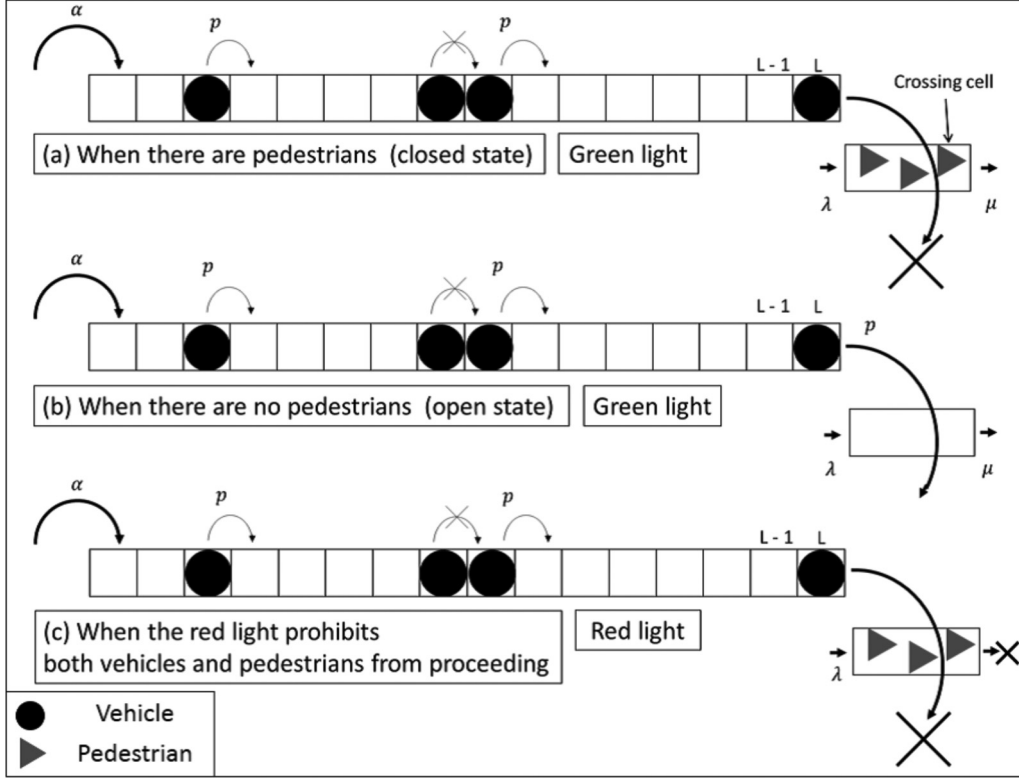 α
p
p
L - 1 L
Crossing cell
(a) When there are pedestrians (closed state)
Green light
λ
μ
α
p
p
L - 1 L
p
(b) When there are no pedestrians (open state)
Green light
λ
μ
α
p
p
L - 1 L
(c) When the red light prohibits
both vehicles and pedestrians from proceeding
Red light
λ
Vehicle
Pedestrian